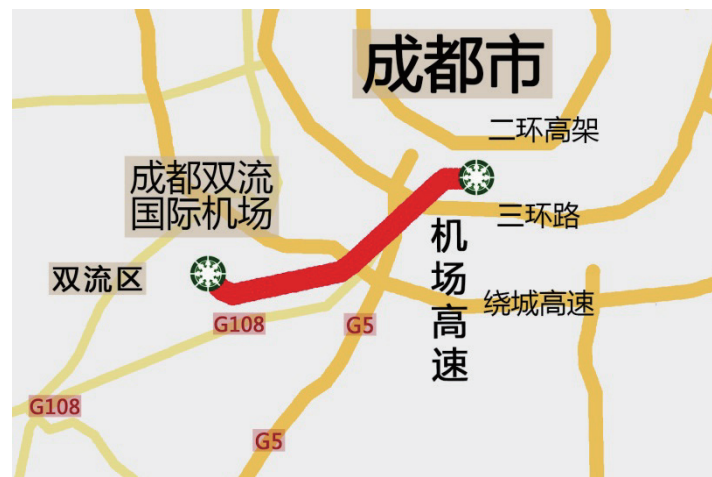 成都市
二环高架
成都双流
国际机场
三环路
机场高速
双流区
绕城高速
G108
G5
G108
G5